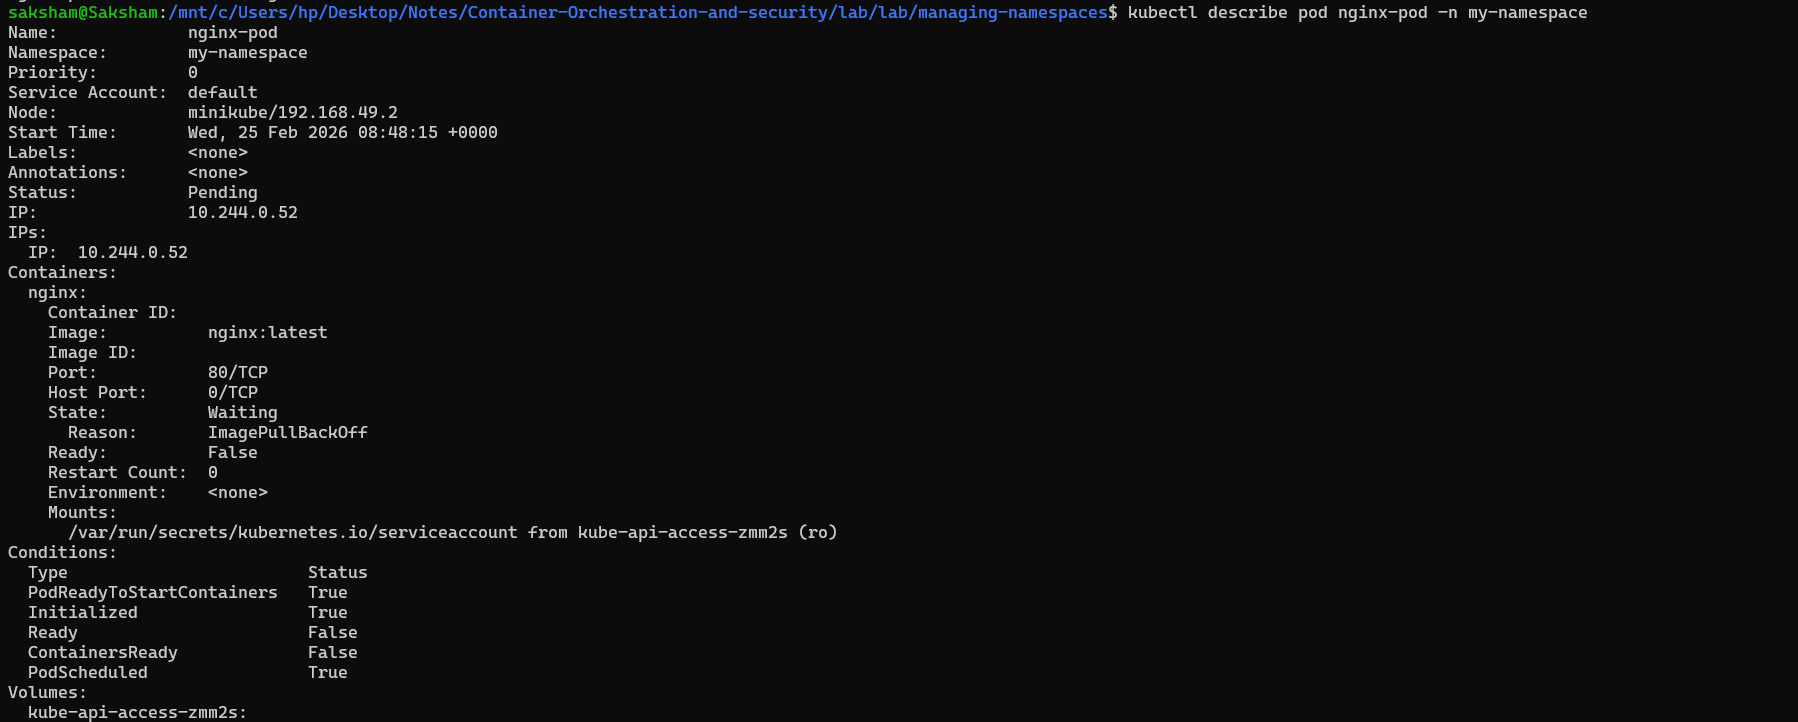 saksham@Saksham:/mnt/c/Users/hp/Desktop/Notes/Container-Orchestration-and-security/lab/lab/managing-namespaces$ kubectl describe pod nginx-pod -n my-namespace
Name:             nginx-pod
Namespace:        my-namespace
Priority:         0
Service Account:  default
Node:             minikube/192.168.49.2
Start Time:       Wed, 25 Feb 2026 08:48:15 +0000
Labels:           <none>
Annotations:      <none>
Status:           Pending
IP:               10.244.0.52
IPs:
  IP:  10.244.0.52
Containers:
  nginx:
    Container ID:
    Image:          nginx:latest
    Image ID:
    Port:           80/TCP
    Host Port:      0/TCP
    State:          Waiting
      Reason:       ImagePullBackOff
    Ready:          False
    Restart Count:  0
    Environment:    <none>
    Mounts:
      /var/run/secrets/kubernetes.io/serviceaccount from kube-api-access-zmm2s (ro)
Conditions:
  Type                        Status
  PodReadyToStartContainers   True
  Initialized                 True
  Ready                       False
  ContainersReady             False
  PodScheduled                True
Volumes:
  kube-api-access-zmm2s: